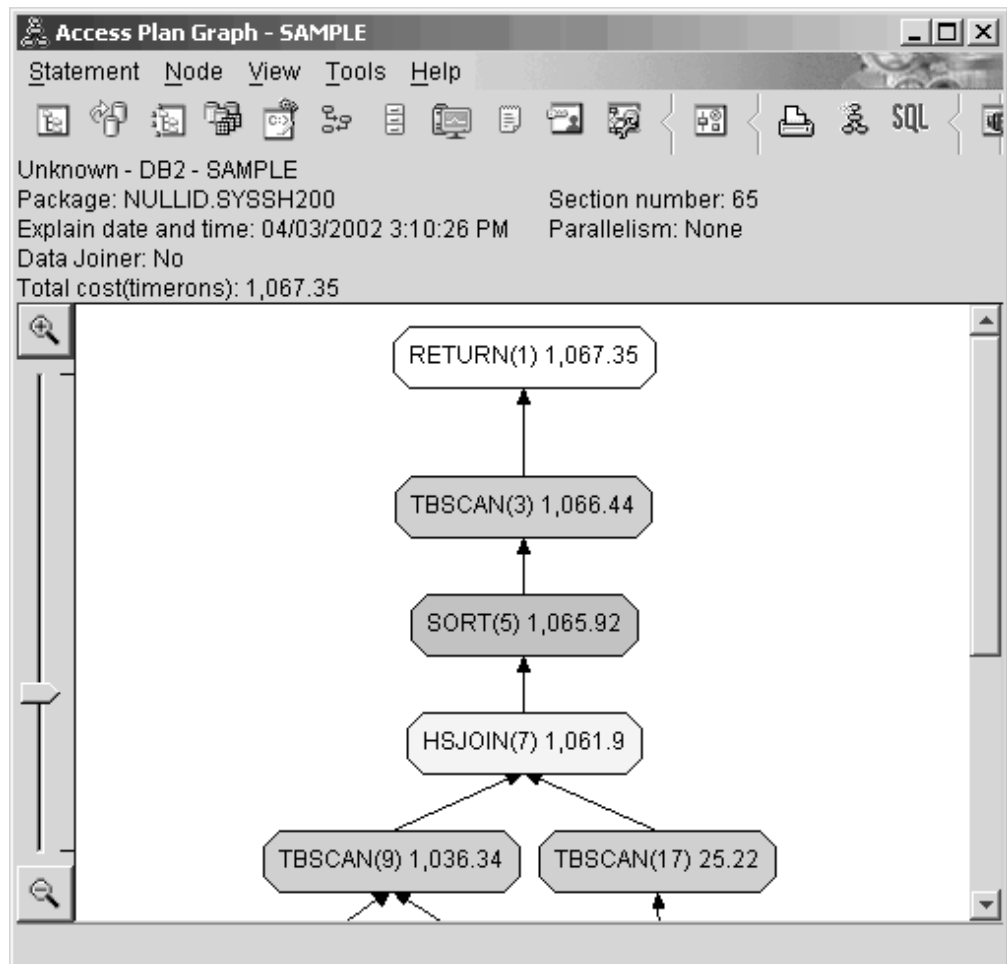 Access Plan Graph - SAMPLE
Statement Node View Tools Help
SQL
Unknown - DB2 - SAMPLE
Package: NULLID.SYSSH200 Section number: 65
Explain date and time: 04/03/2002 3:10:26 PM Parallelism: None
Data Joiner: No
Total cost(timerons): 1,067.35
RETURN(1) 1,067.35
TBSCAN(3) 1,066.44
SORT(5) 1,065.92
HSJOIN(7) 1,061.9
TBSCAN(9) 1,036.34 TBSCAN(17) 25.22